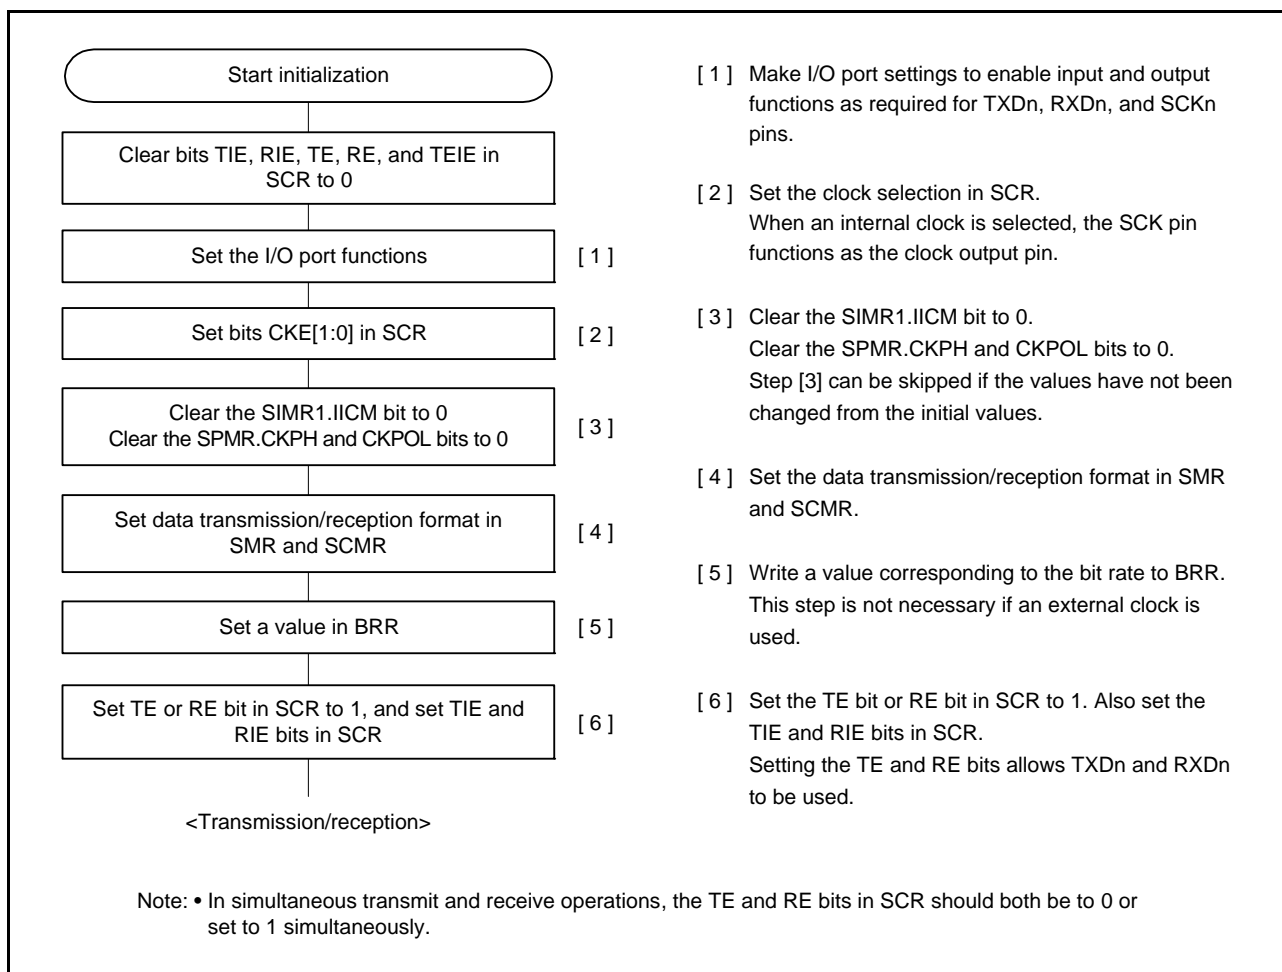 Start initialization
Clear bits TIE, RIE, TE, RE, and TEIE in
SCR to 0
Set the I/O port functions
[ 1 ]
Set bits CKE[1:0] in SCR
[ 2 ]
Clear the SIMR1.IICM bit to 0
Clear the SPMR.CKPH and CKPOL bits to 0
[ 3 ]
Set data transmission/reception format in
SMR and SCMR
[ 4 ]
Set a value in BRR
[ 5 ]
Set TE or RE bit in SCR to 1, and set TIE and
RIE bits in SCR
[ 6 ]
<Transmission/reception>
[ 1 ] Make I/O port settings to enable input and output
functions as required for TXDn, RXDn, and SCKn
pins.
[ 2 ] Set the clock selection in SCR.
When an internal clock is selected, the SCK pin
functions as the clock output pin.
[ 3 ] Clear the SIMR1.IICM bit to 0.
Clear the SPMR.CKPH and CKPOL bits to 0.
Step [3] can be skipped if the values have not been
changed from the initial values.
[ 4 ] Set the data transmission/reception format in SMR
and SCMR.
[ 5 ] Write a value corresponding to the bit rate to BRR.
This step is not necessary if an external clock is
used.
[ 6 ] Set the TE bit or RE bit in SCR to 1. Also set the
TIE and RIE bits in SCR.
Setting the TE and RE bits allows TXDn and RXDn
to be used.
Note: • In simultaneous transmit and receive operations, the TE and RE bits in SCR should both be to 0 or
set to 1 simultaneously.